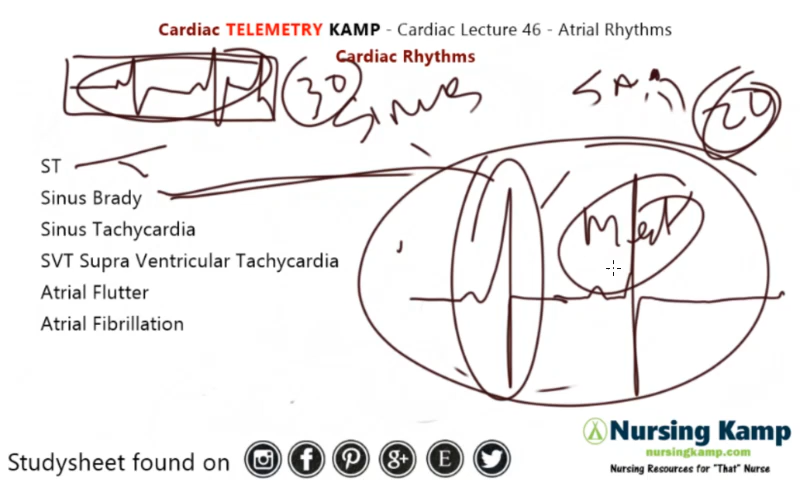 Cardiac TELEMETRY KAMP - Cardiac Lecture 46 - Atrial Rhythms
Cardiac Rhythms
30
sinus
20
ST
Sinus Brady
Sinus Tachycardia
SVT Supra Ventricular Tachycardia
Atrial Flutter
Atrial Fibrillation
Nursing Kamp
nursingkamp.com
Nursing Resources for "That" Nurse
Studysheet found on
f
g+
E